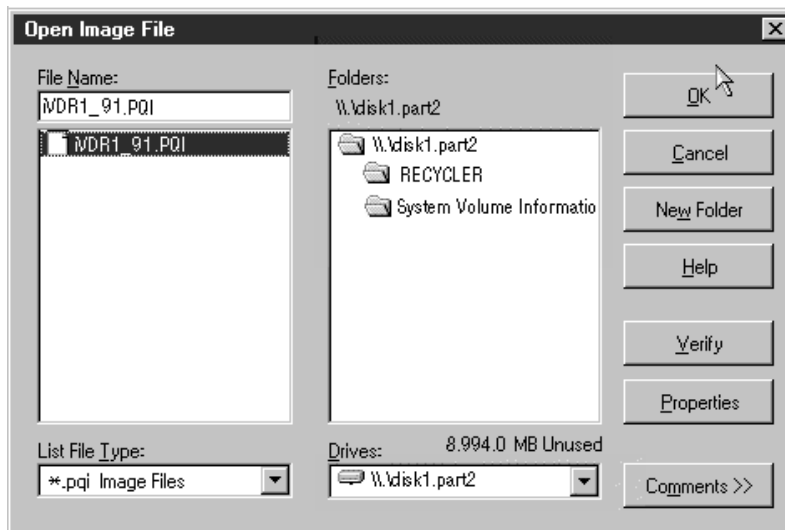 Open Image File
File Name:
iVDR1_91.PQI
iVDR1_91.PQI
List File Type:
*.pqi Image Files
Folders:
\\.\disk1.part2
\\.\disk1.part2
RECYCLER
System Volume Informatio
Drives:
8.994.0 MB Unused
\\.\disk1.part2
OK
Cancel
New Folder
Help
Verify
Properties
Comments >>